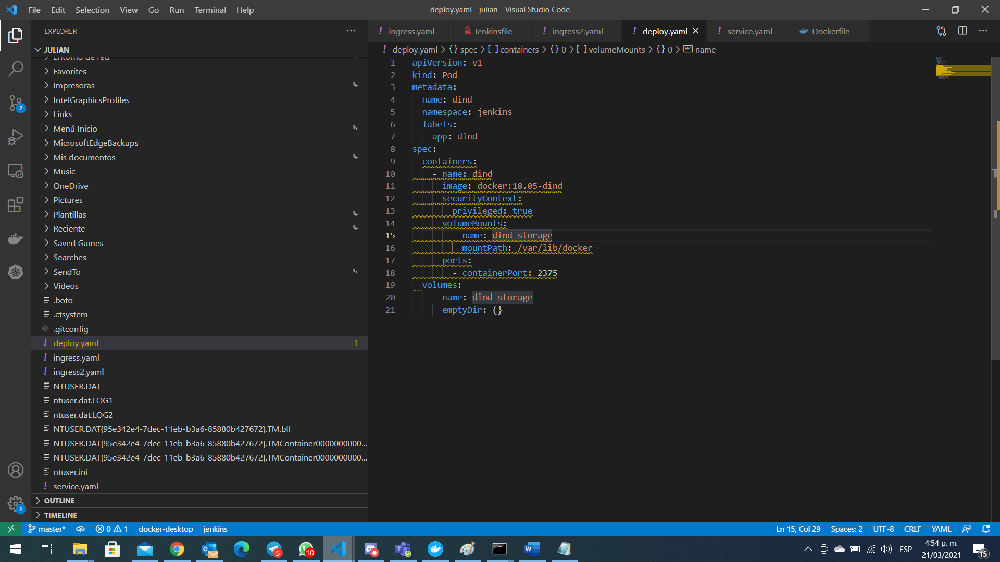 File Edit Selection View Go Run Terminal Help
deploy.yaml - julian - Visual Studio Code
EXPLORER
JULIAN
Entorno de red
Favorites
Impresoras
IntelGraphicsProfiles
Links
Menú Inicio
MicrosoftEdgeBackups
Mis documentos
Music
OneDrive
Pictures
Plantillas
Reciente
Saved Games
Searches
SendTo
Videos
.boto
.ctsystem
.gitconfig
deploy.yaml 1
ingress.yaml
ingress2.yaml
NTUSER.DAT
ntuser.dat.LOG1
ntuser.dat.LOG2
NTUSER.DAT{95e342e4-7dec-11eb-b3a6-85880b427672}.TM.blf
NTUSER.DAT{95e342e4-7dec-11eb-b3a6-85880b427672}.TMContainer0000000000...
NTUSER.DAT{95e342e4-7dec-11eb-b3a6-85880b427672}.TMContainer0000000000...
ntuser.ini
service.yaml
OUTLINE
TIMELINE
2
1
ingress.yaml Jenkinsfile ingress2.yaml deploy.yaml service.yaml Dockerfile
deploy.yaml > {} spec > [ ] containers > {} 0 > [ ] volumeMounts > {} 0 > abc name
1 apiVersion: v1
2 kind: Pod
3 metadata:
4 name: dind
5 namespace: jenkins
6 labels:
7 app: dind
8 spec:
9 containers:
10 - name: dind
11 image: docker:18.05-dind
12 securityContext:
13 privileged: true
14 volumeMounts:
15 - name: dind-storage
16 mountPath: /var/lib/docker
17 ports:
18 - containerPort: 2375
19 volumes:
20 - name: dind-storage
21 emptyDir: {}
master* 0 1 docker-desktop jenkins
Ln 15, Col 29 Spaces: 2 UTF-8 CRLF YAML
5 10
ESP
4:54 p. m.
21/03/2021
15